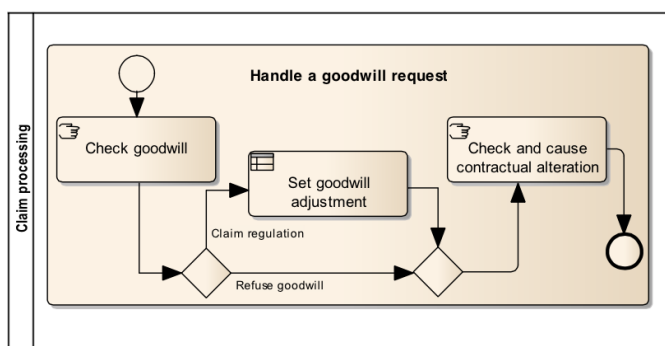 Claim processing
Handle a goodwill request
Check goodwill
Set goodwill
adjustment
Check and cause
contractual alteration
Claim regulation
Refuse goodwill